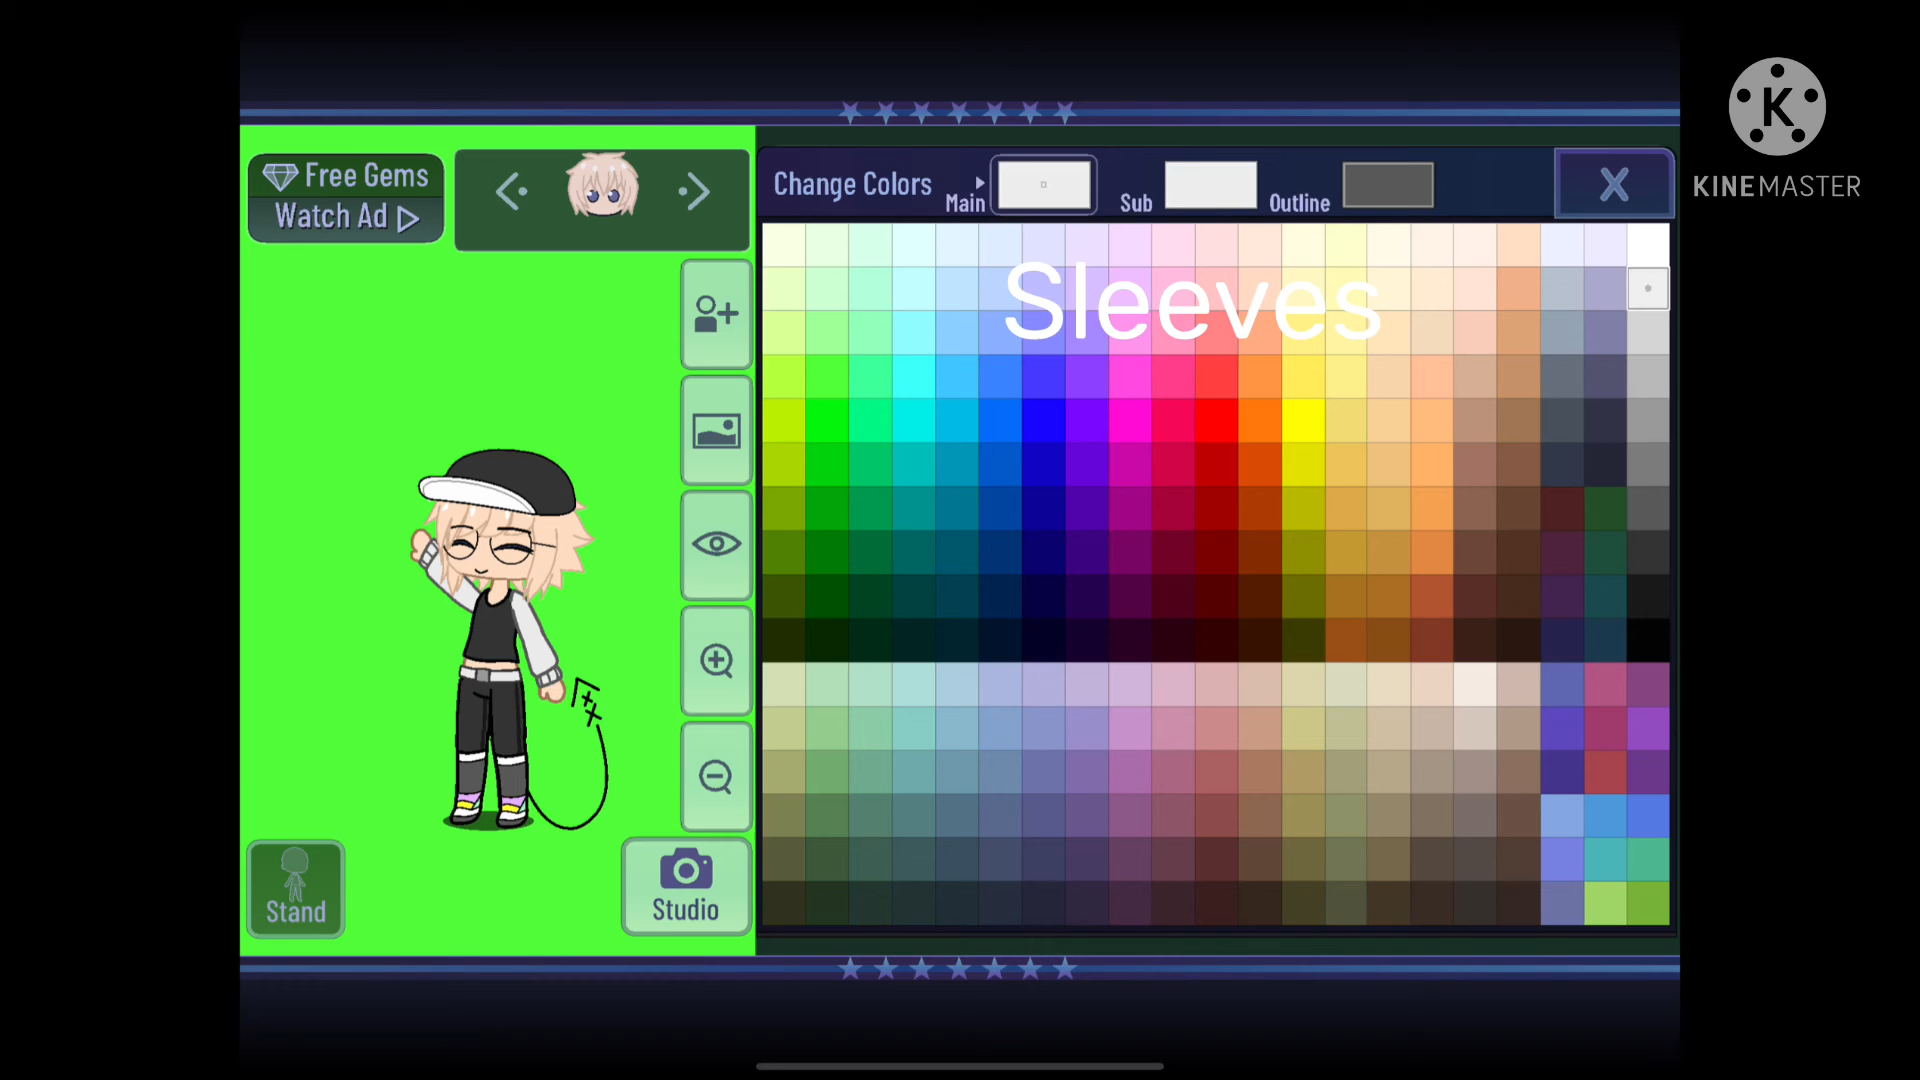 Free Gems
Watch Ad
Change Colors
Main
Sub
Outline
X
K
KINEMASTER
Sleeves
Stand
Studio